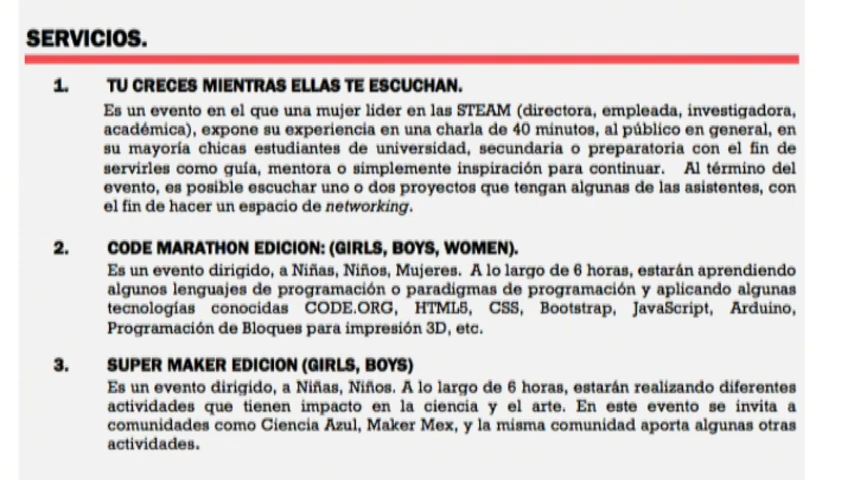 SERVICIOS.
1. TU CRECES MIENTRAS ELLAS TE ESCUCHAN.
Es un evento en el que una mujer lider en las STEAM (directora, empleada, investigadora,
académica), expone su experiencia en una charla de 40 minutos, al público en general, en
su mayoría chicas estudiantes de universidad, secundaria o preparatoria con el fin de
servirles como guía, mentora o simplemente inspiración para continuar. Al término del
evento, es posible escuchar uno o dos proyectos que tengan algunas de las asistentes, con
el fin de hacer un espacio de networking.
2. CODE MARATHON EDICION: (GIRLS, BOYS, WOMEN).
Es un evento dirigido, a Niñas, Niños, Mujeres. A lo largo de 6 horas, estarán aprendiendo
algunos lenguajes de programación o paradigmas de programación y aplicando algunas
tecnologías conocidas CODE.ORG, HTML5, CSS, Bootstrap, JavaScript, Arduino,
Programación de Bloques para impresión 3D, etc.
3. SUPER MAKER EDICION (GIRLS, BOYS)
Es un evento dirigido, a Niñas, Niños. A lo largo de 6 horas, estarán realizando diferentes
actividades que tienen impacto en la ciencia y el arte. En este evento se invita a
comunidades como Ciencia Azul, Maker Mex, y la misma comunidad aporta algunas otras
actividades.